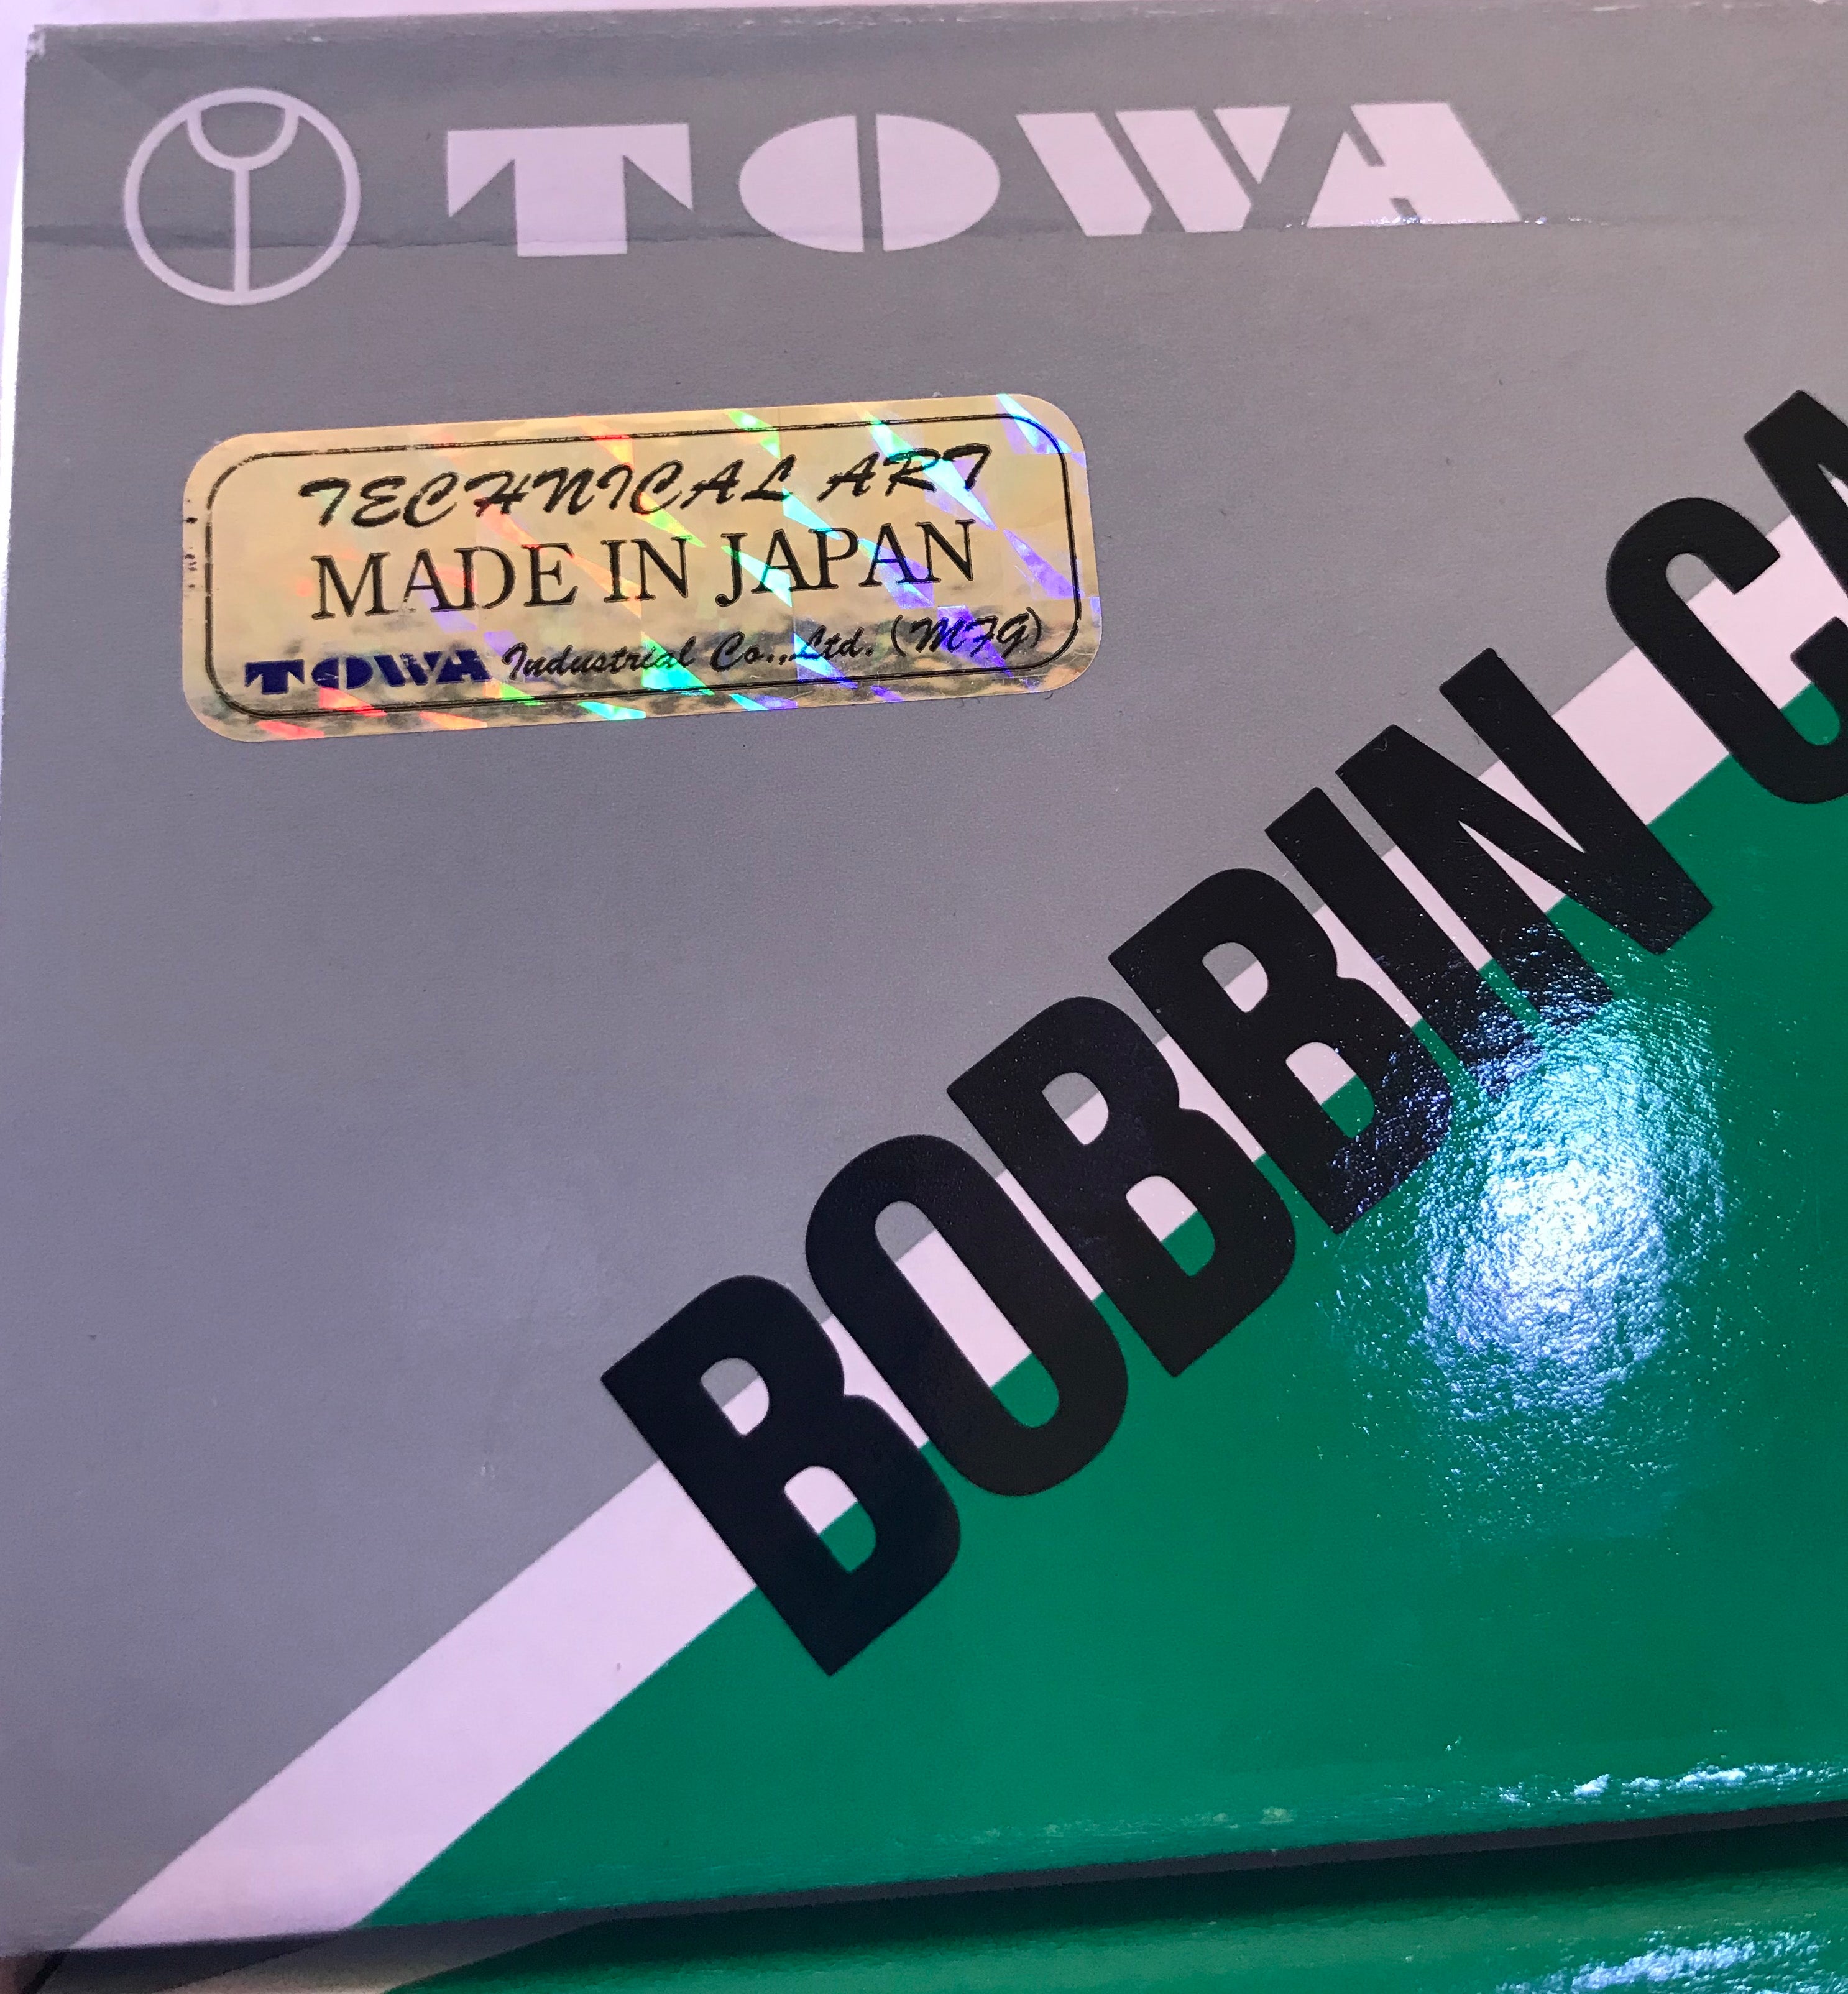 TOWA
TECHNICAL ART
MADE IN JAPAN
TOWA Industrial Co.,Ltd. (MFG)
BOBBIN CA